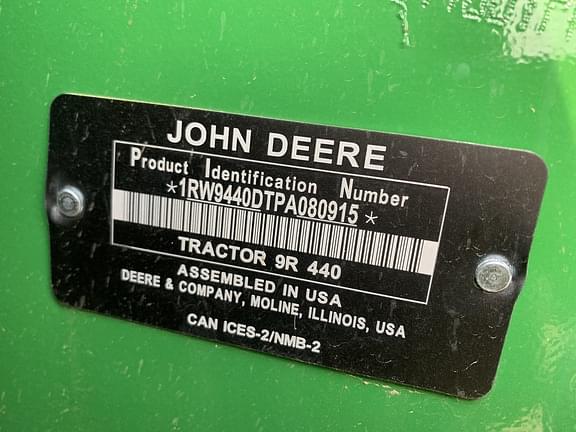 JOHN DEERE
Product Identification Number
*1RW9440DTPA080915*
TRACTOR 9R 440
ASSEMBLED IN USA
DEERE & COMPANY, MOLINE, ILLINOIS, USA
CAN ICES-2/NMB-2